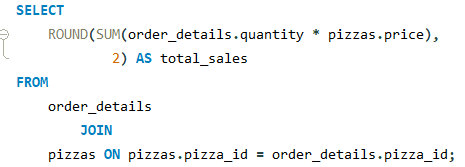 SELECT
ROUND(SUM(order_details.quantity * pizzas.price),
2) AS total_sales
FROM
order_details
JOIN
pizzas ON pizzas.pizza_id = order_details.pizza_id;